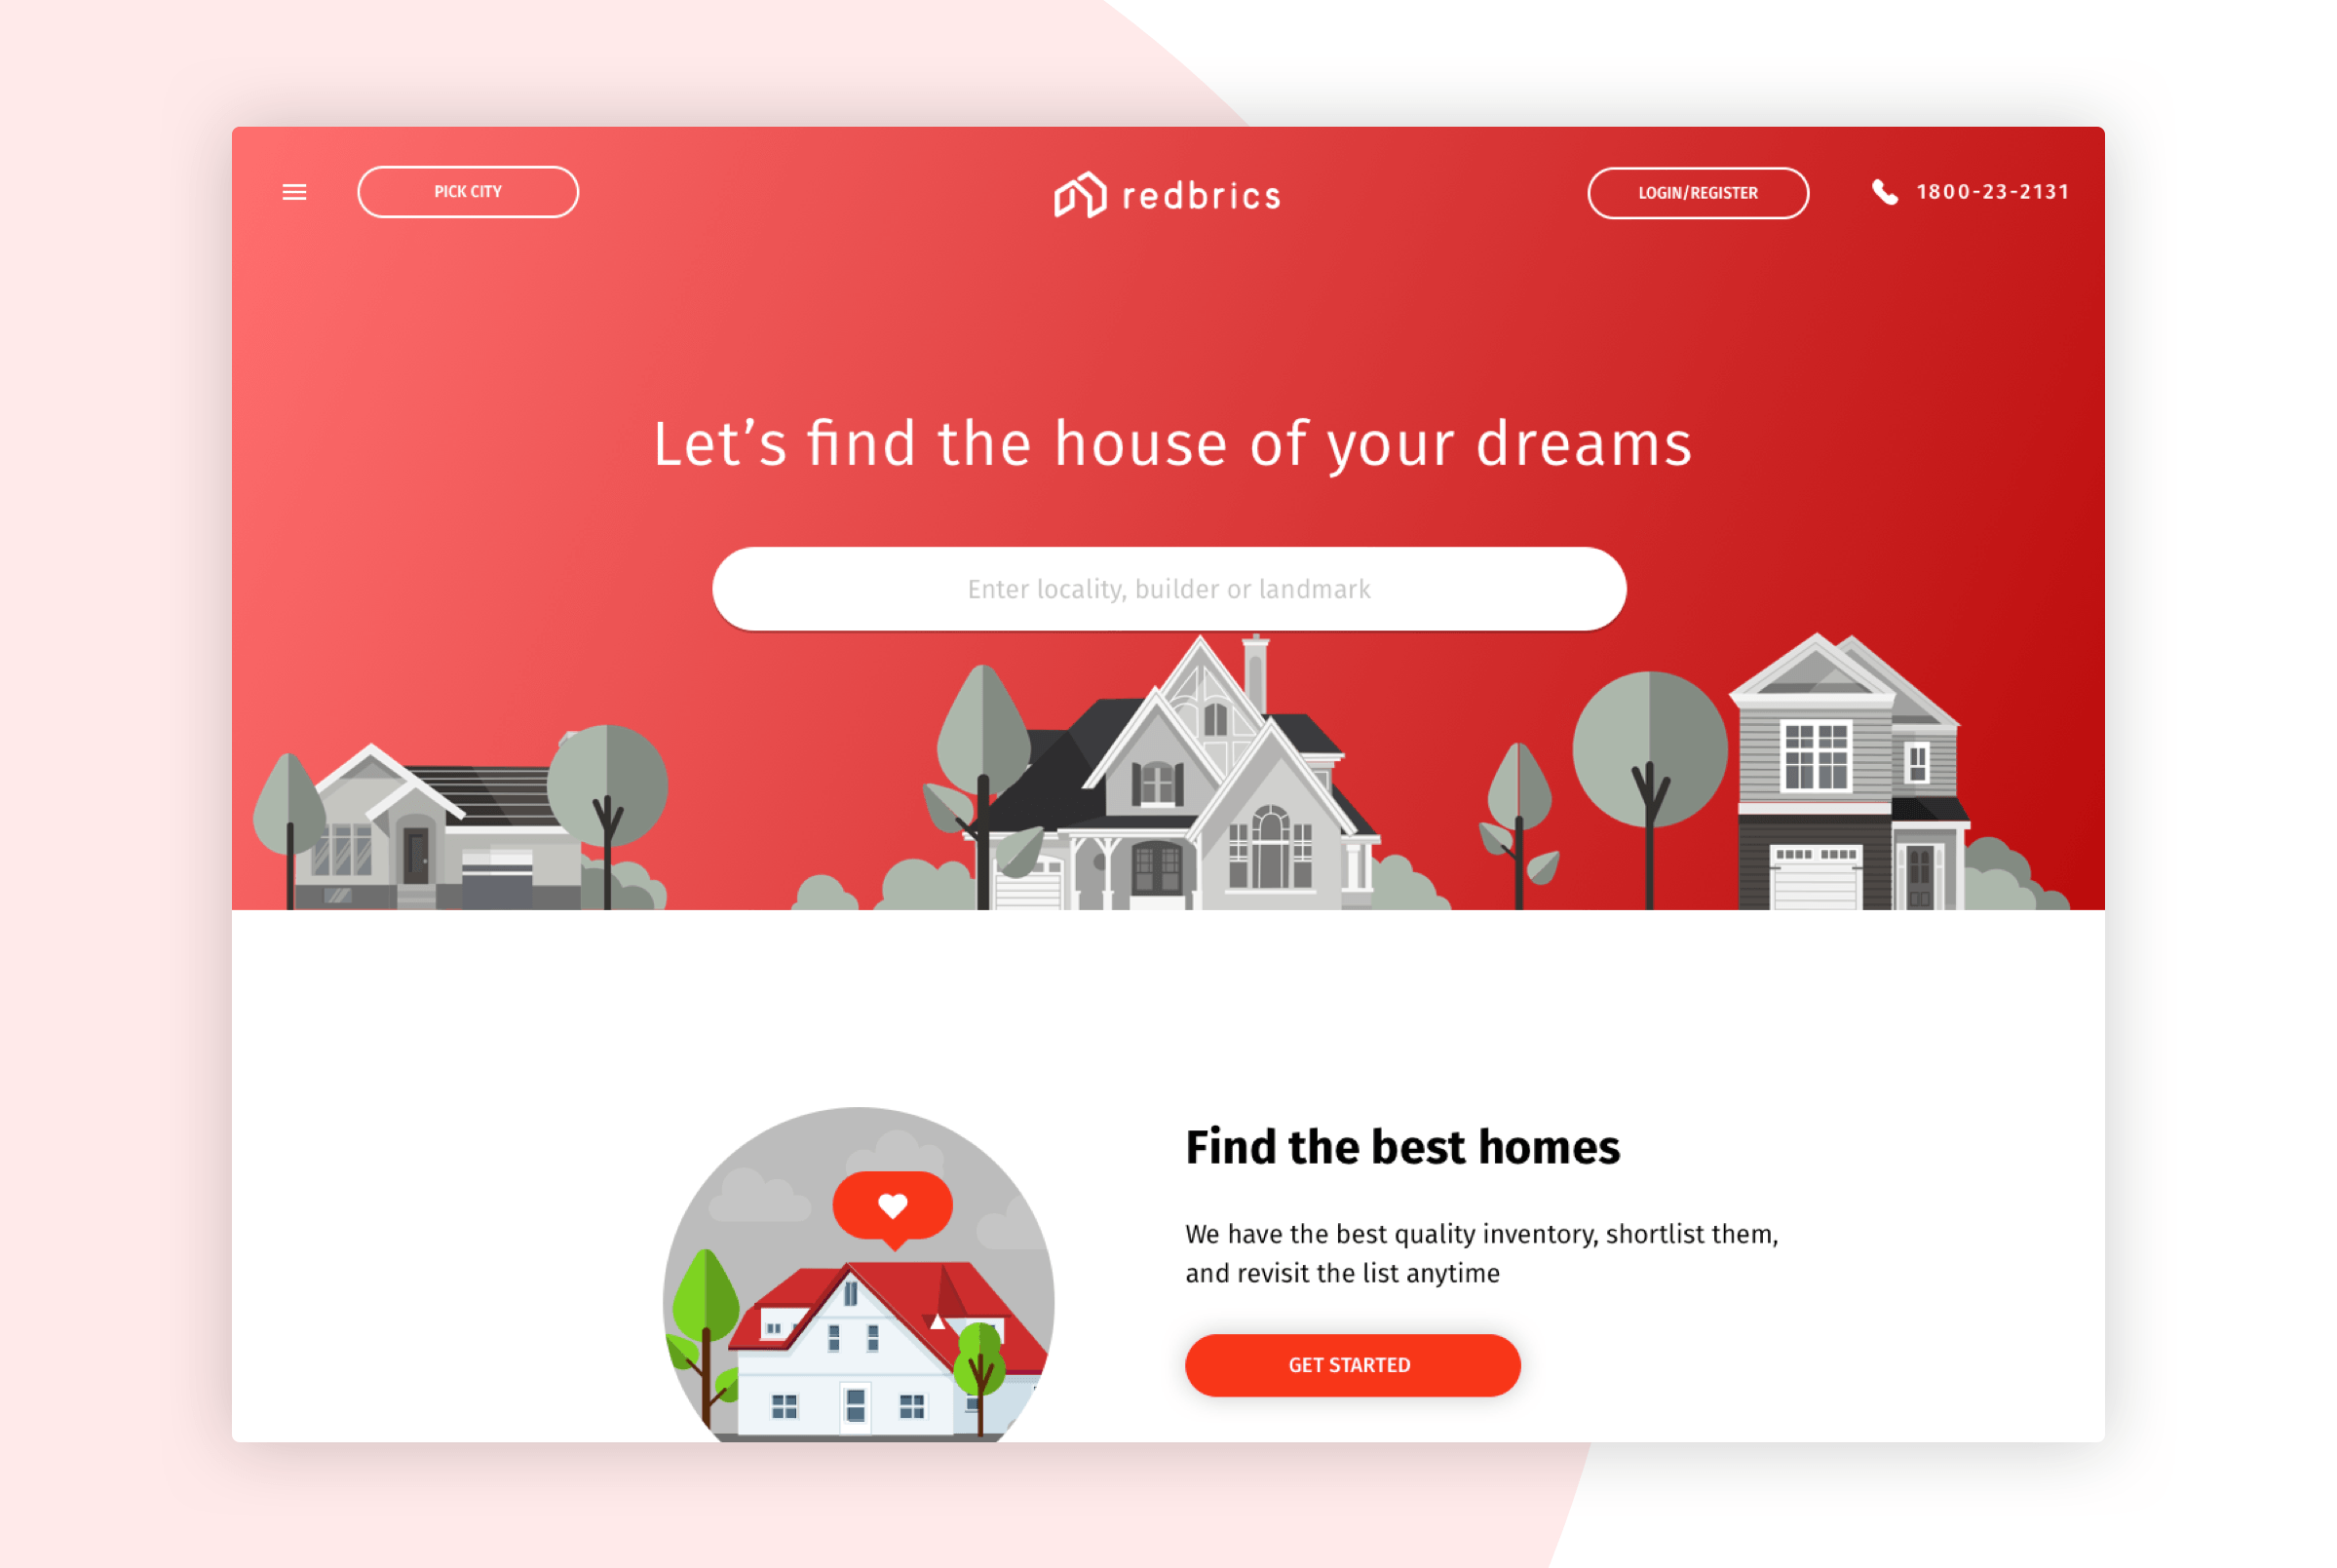 PICK CITY
redbrics
LOGIN/REGISTER
1800-23-2131
Let’s find the house of your dreams
Enter locality, builder or landmark
Find the best homes
We have the best quality inventory, shortlist them,
and revisit the list anytime
GET STARTED